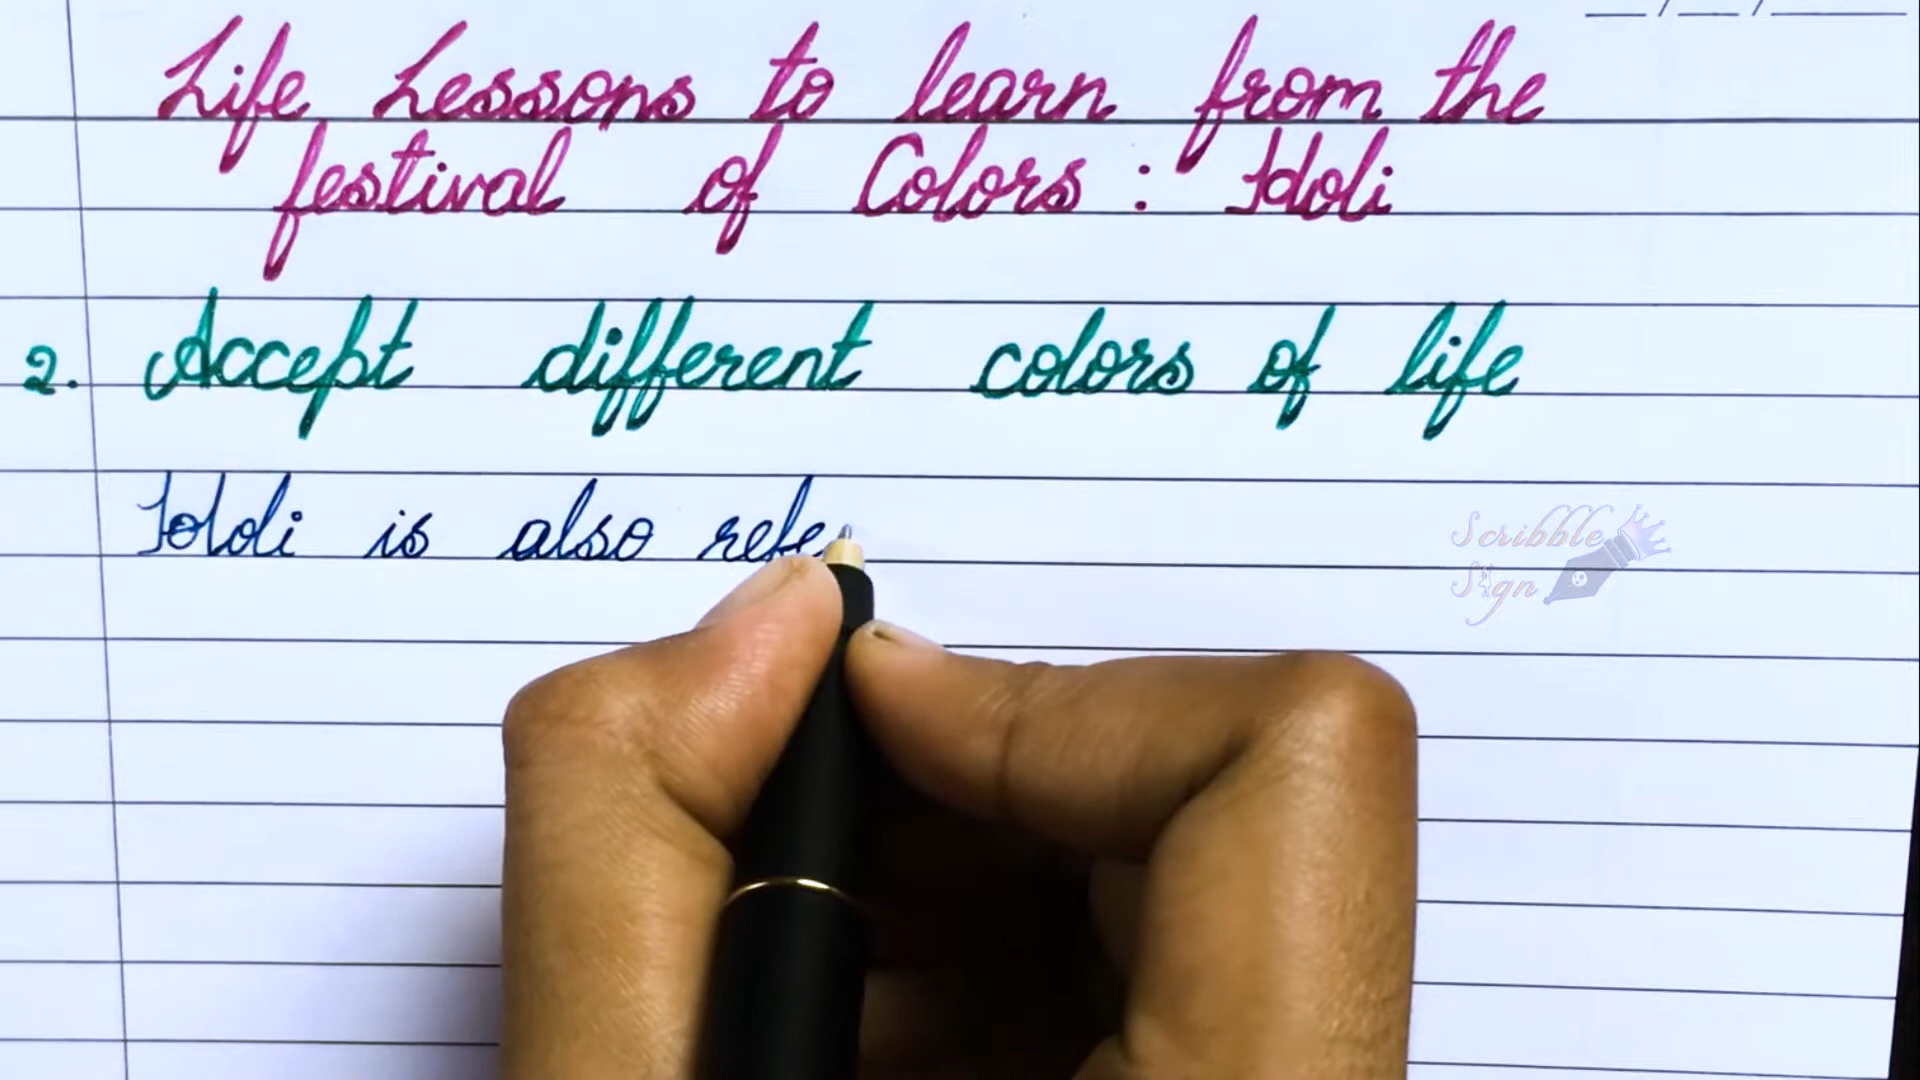 Life Lessons to learn from the
festival of Colors : Holi
2. Accept different colors of life
Holi is also refe
Scribble
Sign